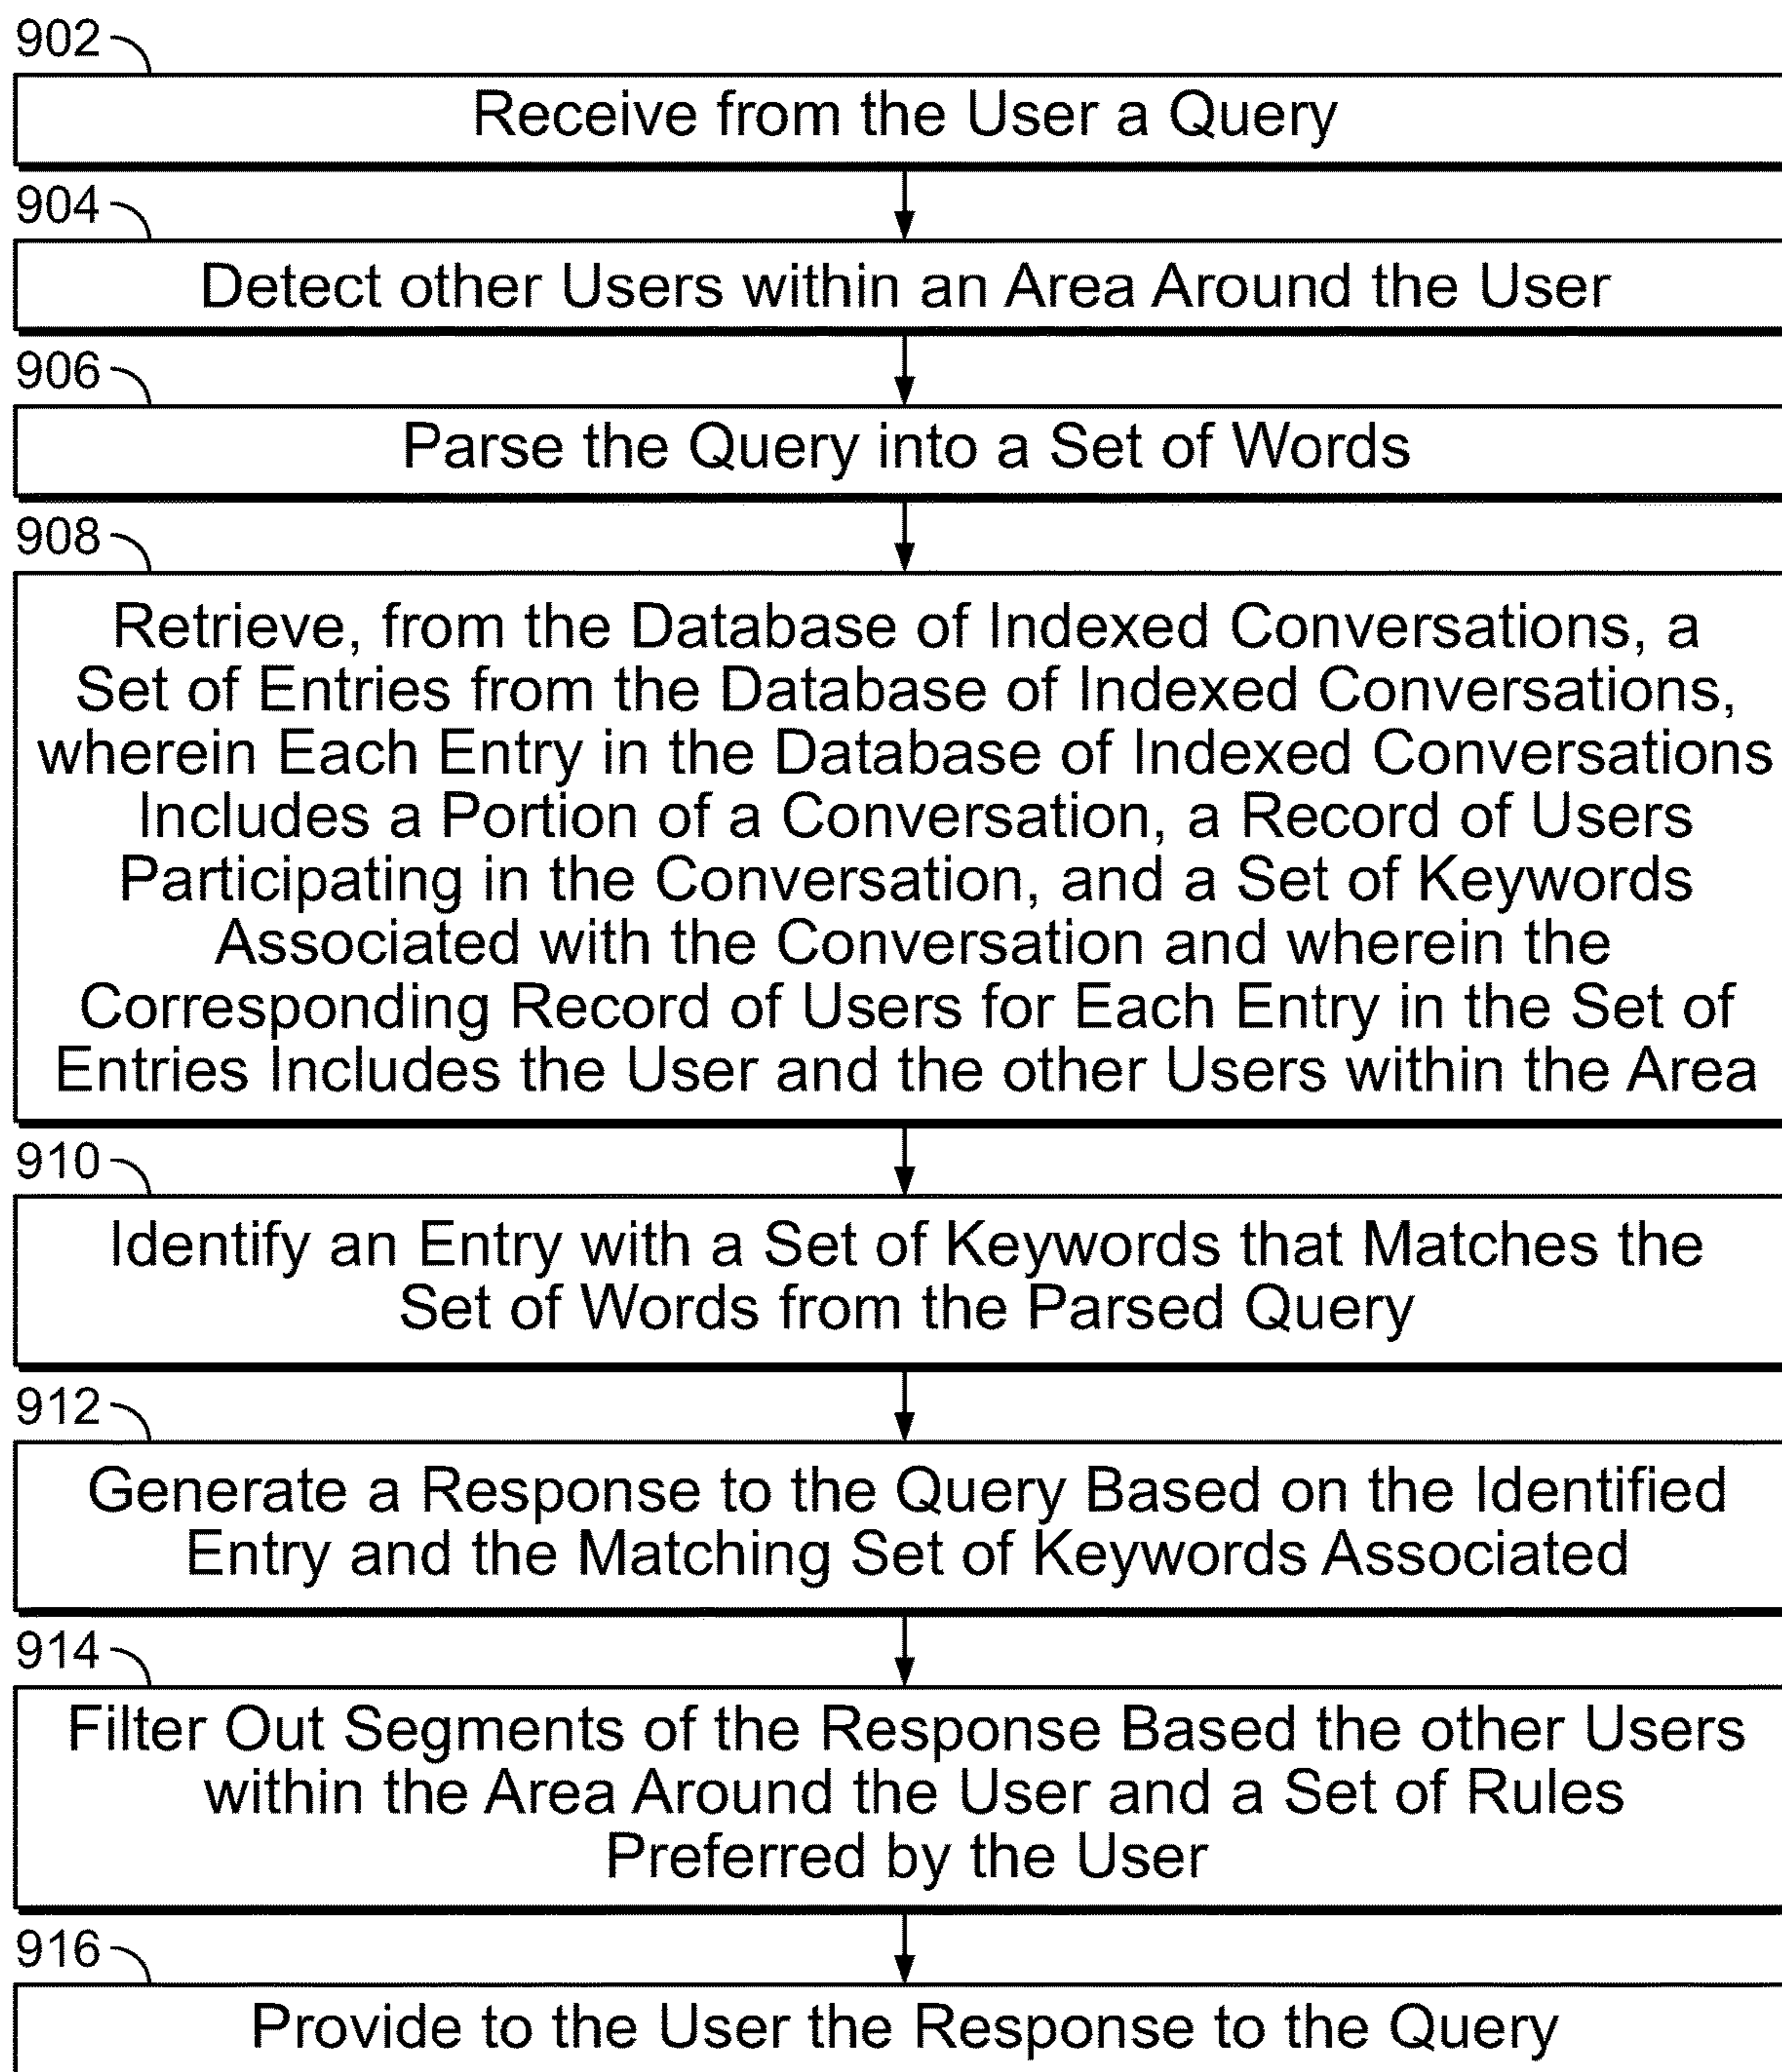 902
Receive from the User a Query
904
Detect other Users within an Area Around the User
906
Parse the Query into a Set of Words
908
Retrieve, from the Database of Indexed Conversations, a
Set of Entries from the Database of Indexed Conversations,
wherein Each Entry in the Database of Indexed Conversations
Includes a Portion of a Conversation, a Record of Users
Participating in the Conversation, and a Set of Keywords
Associated with the Conversation and wherein the
Corresponding Record of Users for Each Entry in the Set of
Entries Includes the User and the other Users within the Area
910
Identify an Entry with a Set of Keywords that Matches the
Set of Words from the Parsed Query
912
Generate a Response to the Query Based on the Identified
Entry and the Matching Set of Keywords Associated
914
Filter Out Segments of the Response Based the other Users
within the Area Around the User and a Set of Rules
Preferred by the User
916
Provide to the User the Response to the Query